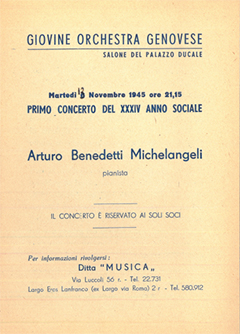 GIOVINE ORCHESTRA GENOVESE
SALONE DEL PALAZZO DUCALE
Martedì 13 Novembre 1945 ore 21,15
PRIMO CONCERTO DEL XXXIV ANNO SOCIALE
Arturo Benedetti Michelangeli
pianista
IL CONCERTO È RISERVATO AI SOLI SOCI
Per informazioni rivolgersi:
Ditta "MUSICA„
Via Luccoli 56 r. - Tel. 22.731
Largo Eros Lanfranco (ex Largo via Roma) 2 r - Tel. 580.912